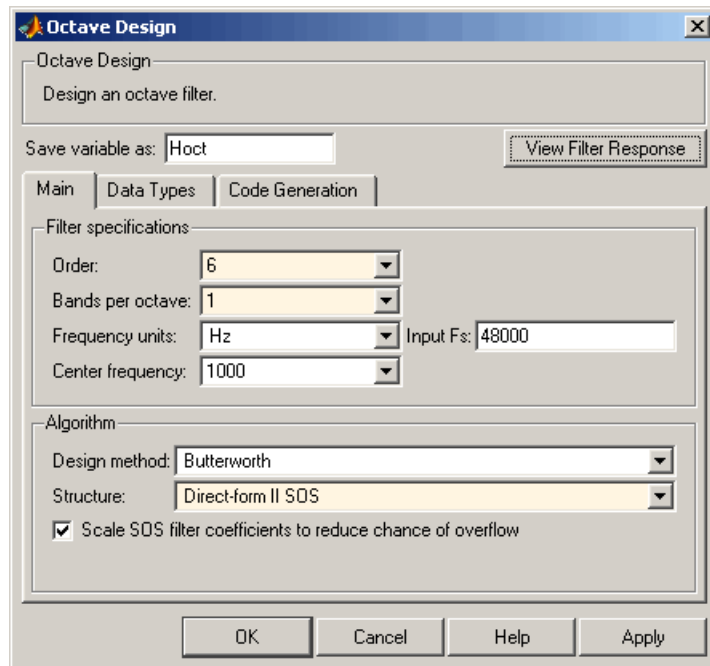 Octave Design
Octave Design
Design an octave filter.
Save variable as: Hoct View Filter Response
Main Data Types Code Generation
Filter specifications
Order: 6
Bands per octave: 1
Frequency units: Hz Input Fs: 48000
Center frequency: 1000
Algorithm
Design method: Butterworth
Structure: Direct-form II SOS
Scale SOS filter coefficients to reduce chance of overflow
OK Cancel Help Apply